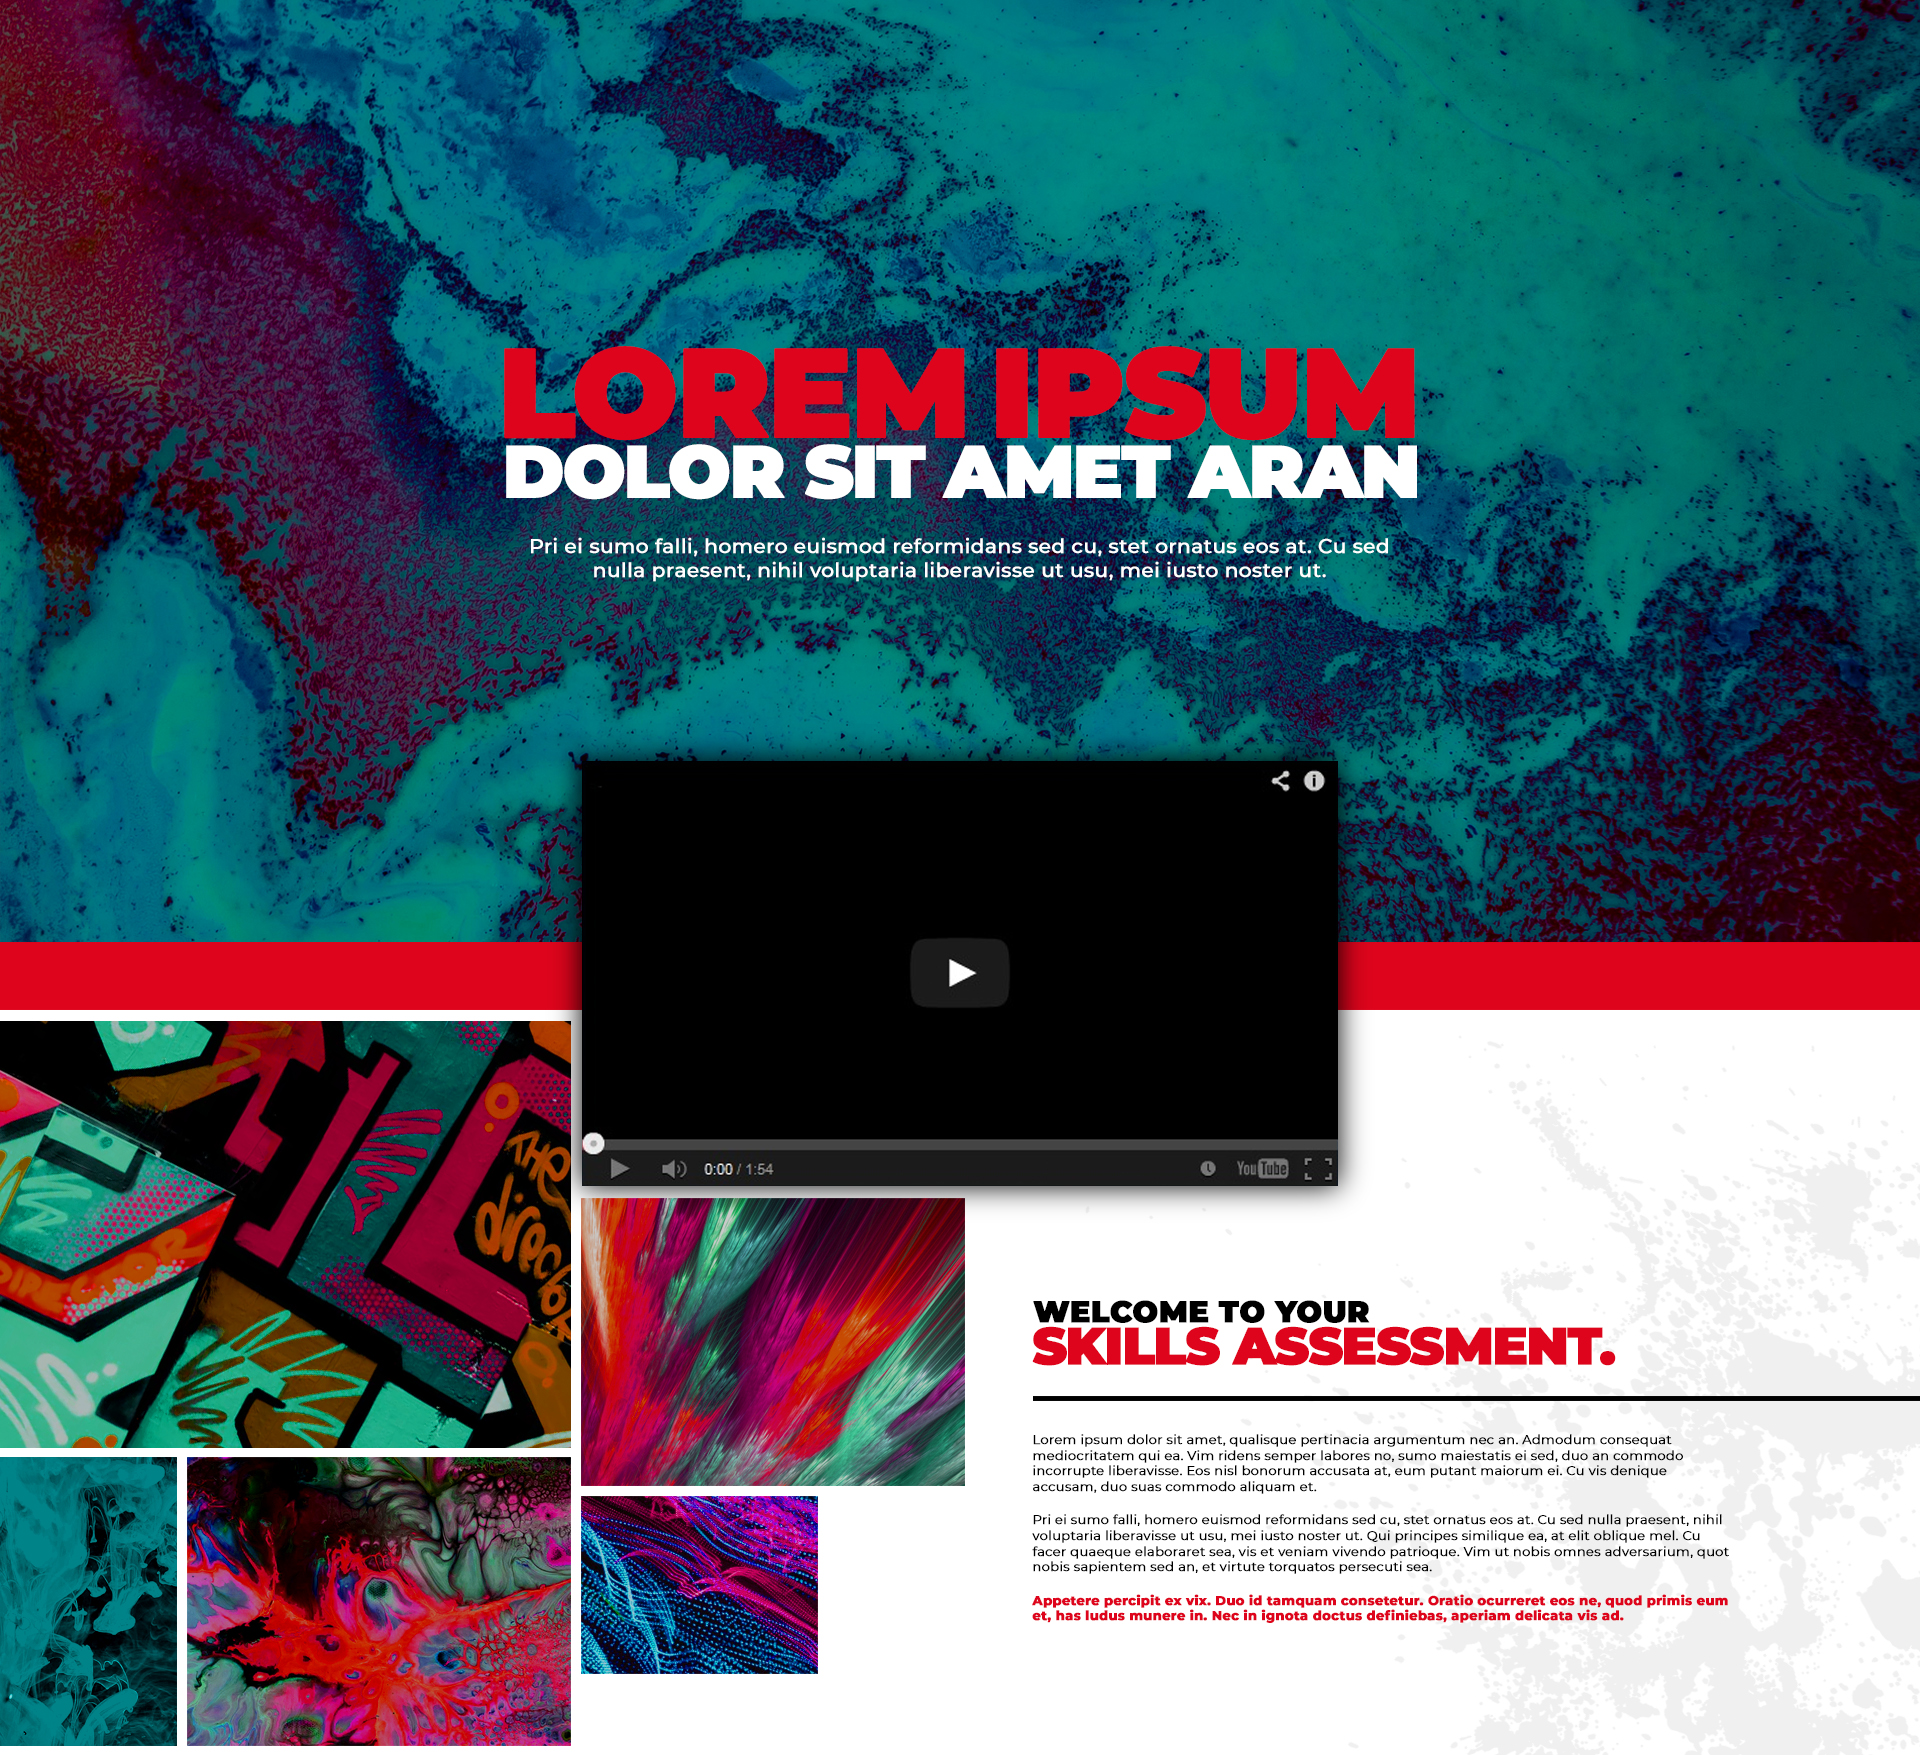 LOREM IPSUM
DOLOR SIT AMET ARAN
Pri ei sumo falli, homero euismod reformidans sed cu, stet ornatus eos at. Cu sed
nulla praesent, nihil voluptaria liberavisse ut usu, mei iusto noster ut.
0:00 / 1:54
YouTube
THE
director
DIRECTOR
WELCOME TO YOUR
SKILLS ASSESSMENT.
Lorem ipsum dolor sit amet, qualisque pertinacia argumentum nec an. Admodum consequat
mediocritatem qui ea. Vim ridens semper labores no, sumo maiestatis ei sed, duo an commodo
incorrupte liberavisse. Eos nisl bonorum accusata at, eum putant maiorum ei. Cu vis denique
accusam, duo suas commodo aliquam et.
Pri ei sumo falli, homero euismod reformidans sed cu, stet ornatus eos at. Cu sed nulla praesent, nihil
voluptaria liberavisse ut usu, mei iusto noster ut. Qui principes similique ea, at elit oblique mel. Cu
facer quaeque elaboraret sea, vis et veniam vivendo patrioque. Vim ut nobis omnes adversarium, quot
nobis sapientem sed an, et virtute torquatos persecuti sea.
Appetere percipit ex vix. Duo id tamquam consetetur. Oratio ocurreret eos ne, quod primis eum
et, has ludus munere in. Nec in ignota doctus definiebas, aperiam delicata vis ad.